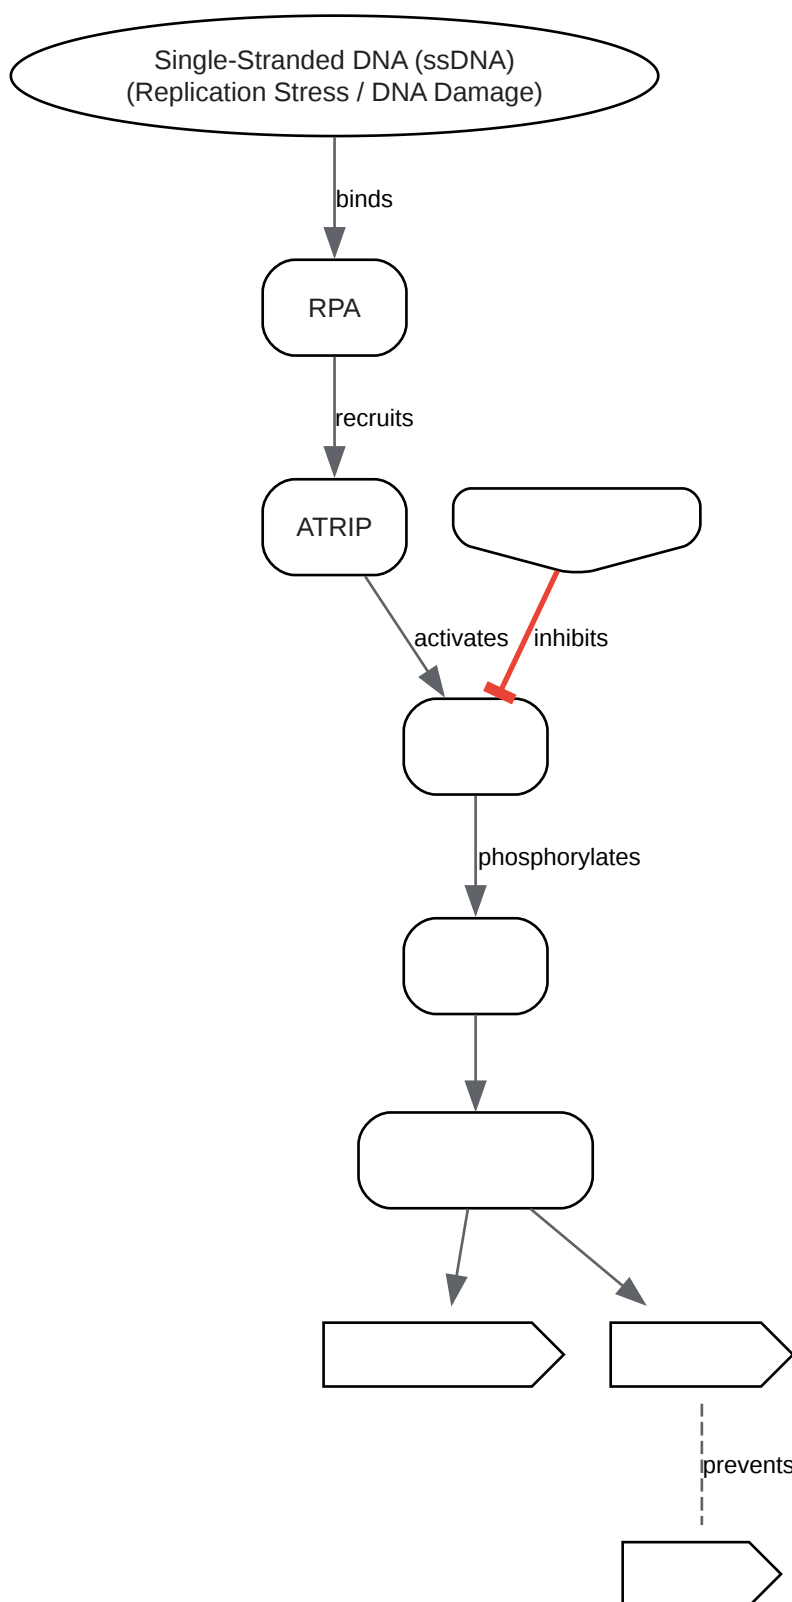 Single-Stranded DNA (ssDNA)
(Replication Stress / DNA Damage)
binds
RPA
recruits
ATRIP
activates
inhibits
phosphorylates
prevents